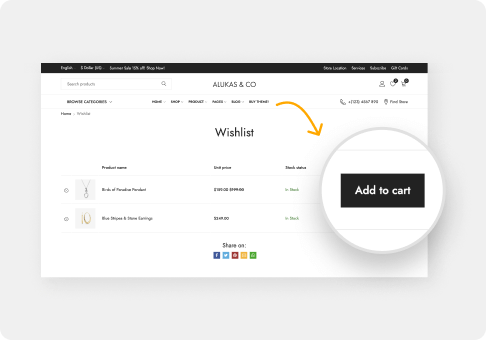 English $ Dollar (US) Summer Sale 15% off! Shop Now! Store Location Services Subscribe Gift Cards
Search products ALUKAS & CO
BROWSE CATEGORIES HOME SHOP PRODUCT PAGES BLOG BUY THEME! +(123) 4567 890 Find Store
Home Wishlist
Wishlist
Product name Unit price Stock status
Birds of Paradise Pendant $159.00 $199.00 In Stock
Add to cart
Blue Stripes & Stone Earrings $249.00 In Stock
Share on: